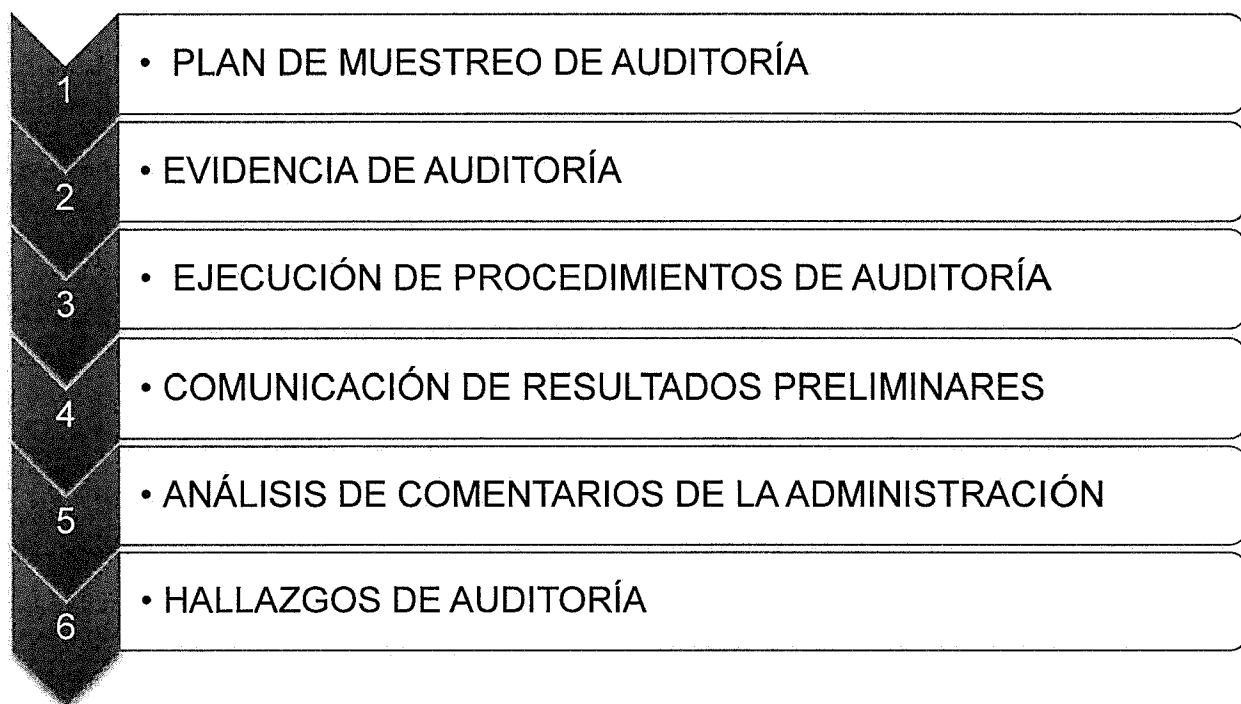 1
• PLAN DE MUESTREO DE AUDITORÍA
2
• EVIDENCIA DE AUDITORÍA
3
• EJECUCIÓN DE PROCEDIMIENTOS DE AUDITORÍA
4
• COMUNICACIÓN DE RESULTADOS PRELIMINARES
5
• ANÁLISIS DE COMENTARIOS DE LA ADMINISTRACIÓN
6
• HALLAZGOS DE AUDITORÍA